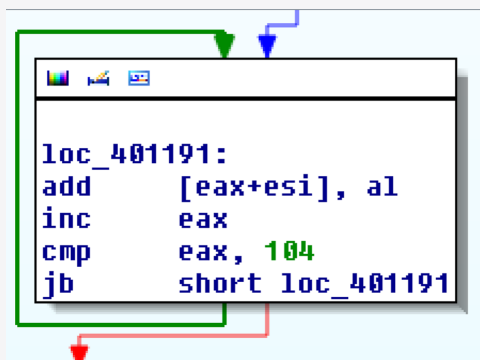 loc_401191:
add [eax+esi], al
inc eax
cmp eax, 104
jb short loc_401191